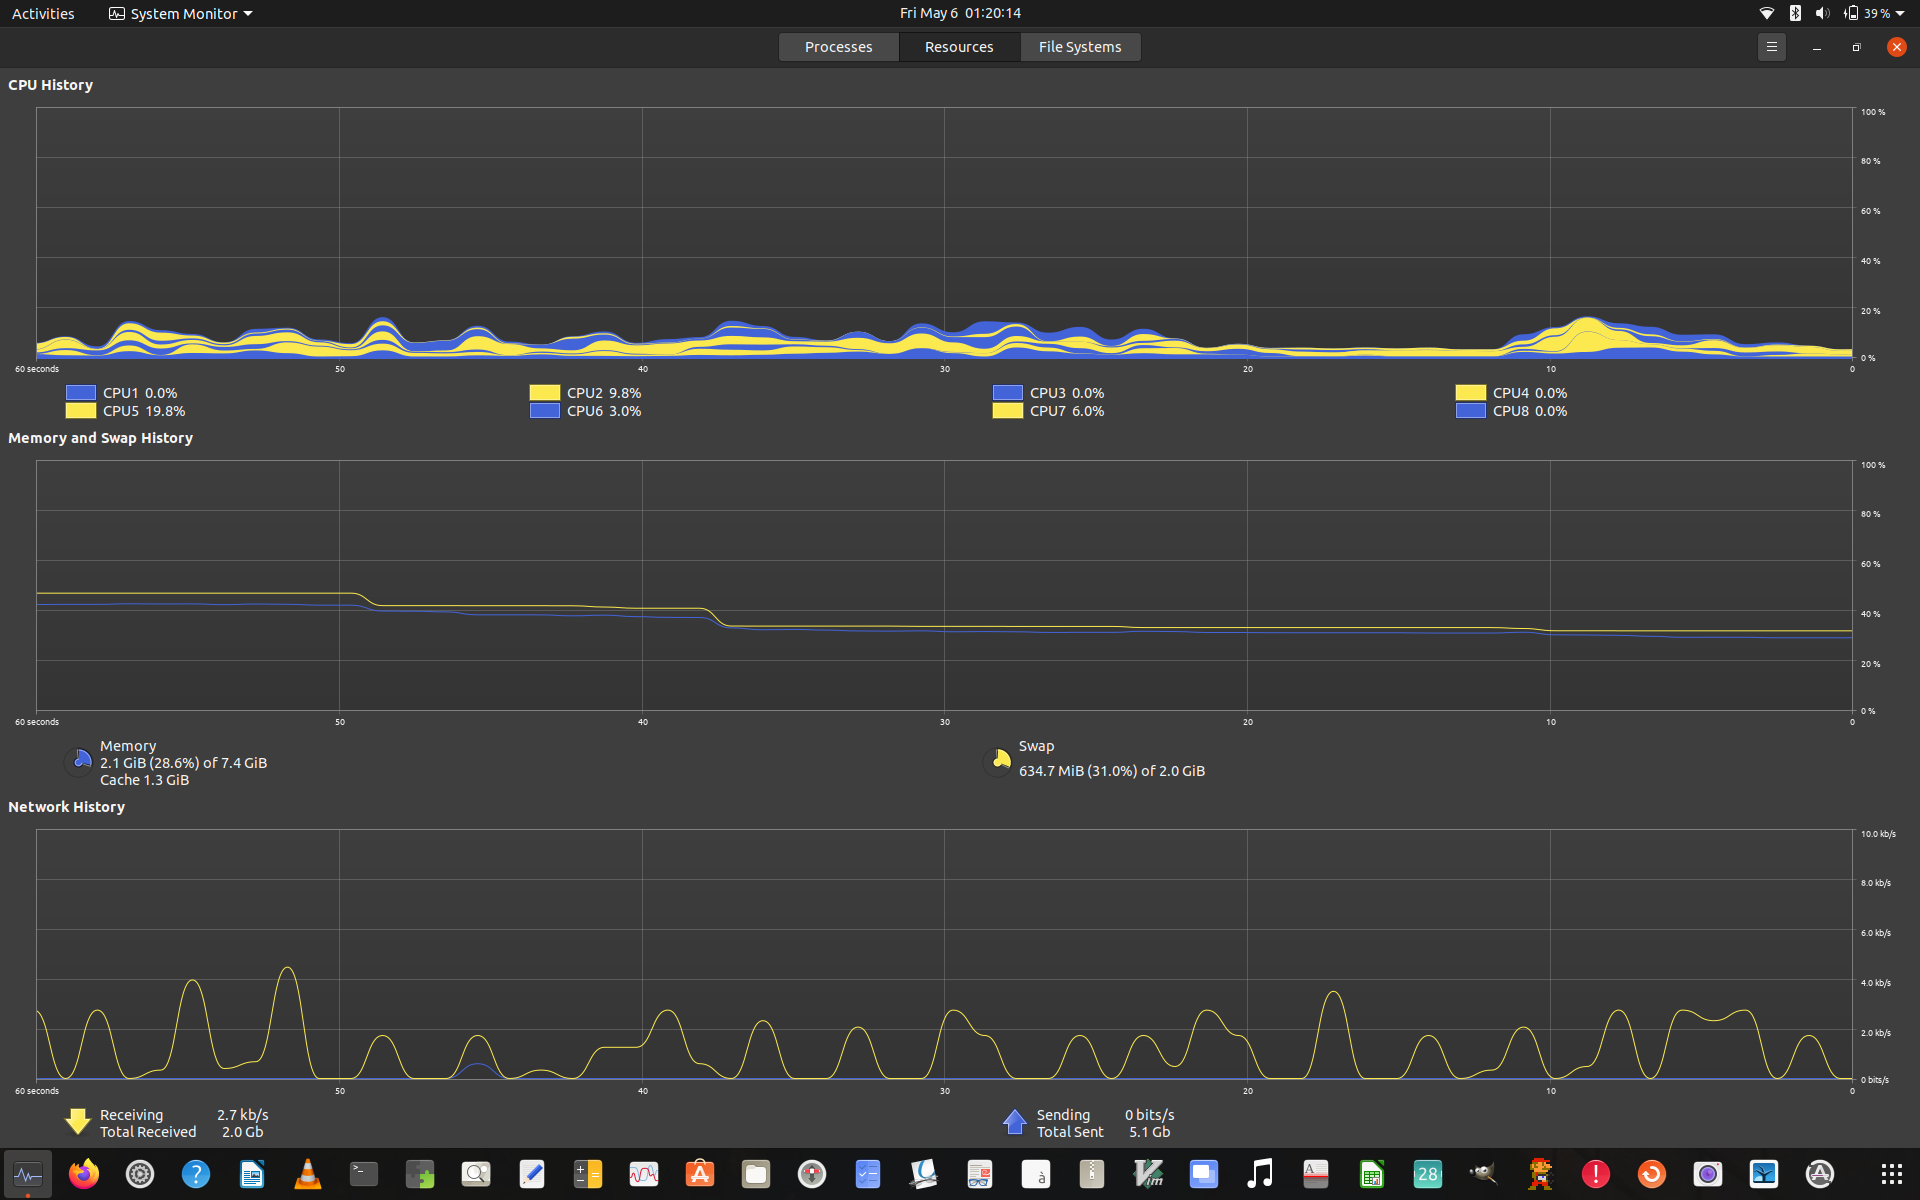 Activities System Monitor Fri May 6 01:20:14 39 %
Processes Resources File Systems
CPU History
100 %
80 %
60 %
40 %
20 %
0 %
60 seconds 50 40 30 20 10 0
CPU1 0.0% CPU2 9.8% CPU3 0.0% CPU4 0.0%
CPU5 19.8% CPU6 3.0% CPU7 6.0% CPU8 0.0%
Memory and Swap History
100 %
80 %
60 %
40 %
20 %
0 %
60 seconds 50 40 30 20 10 0
Memory
2.1 GiB (28.6%) of 7.4 GiB
Cache 1.3 GiB
Swap
634.7 MiB (31.0%) of 2.0 GiB
Network History
10.0 kb/s
8.0 kb/s
6.0 kb/s
4.0 kb/s
2.0 kb/s
0 bits/s
60 seconds 50 40 30 20 10 0
Receiving 2.7 kb/s
Total Received 2.0 Gb
Sending 0 bits/s
Total Sent 5.1 Gb
? >_ à Vim A 28 !